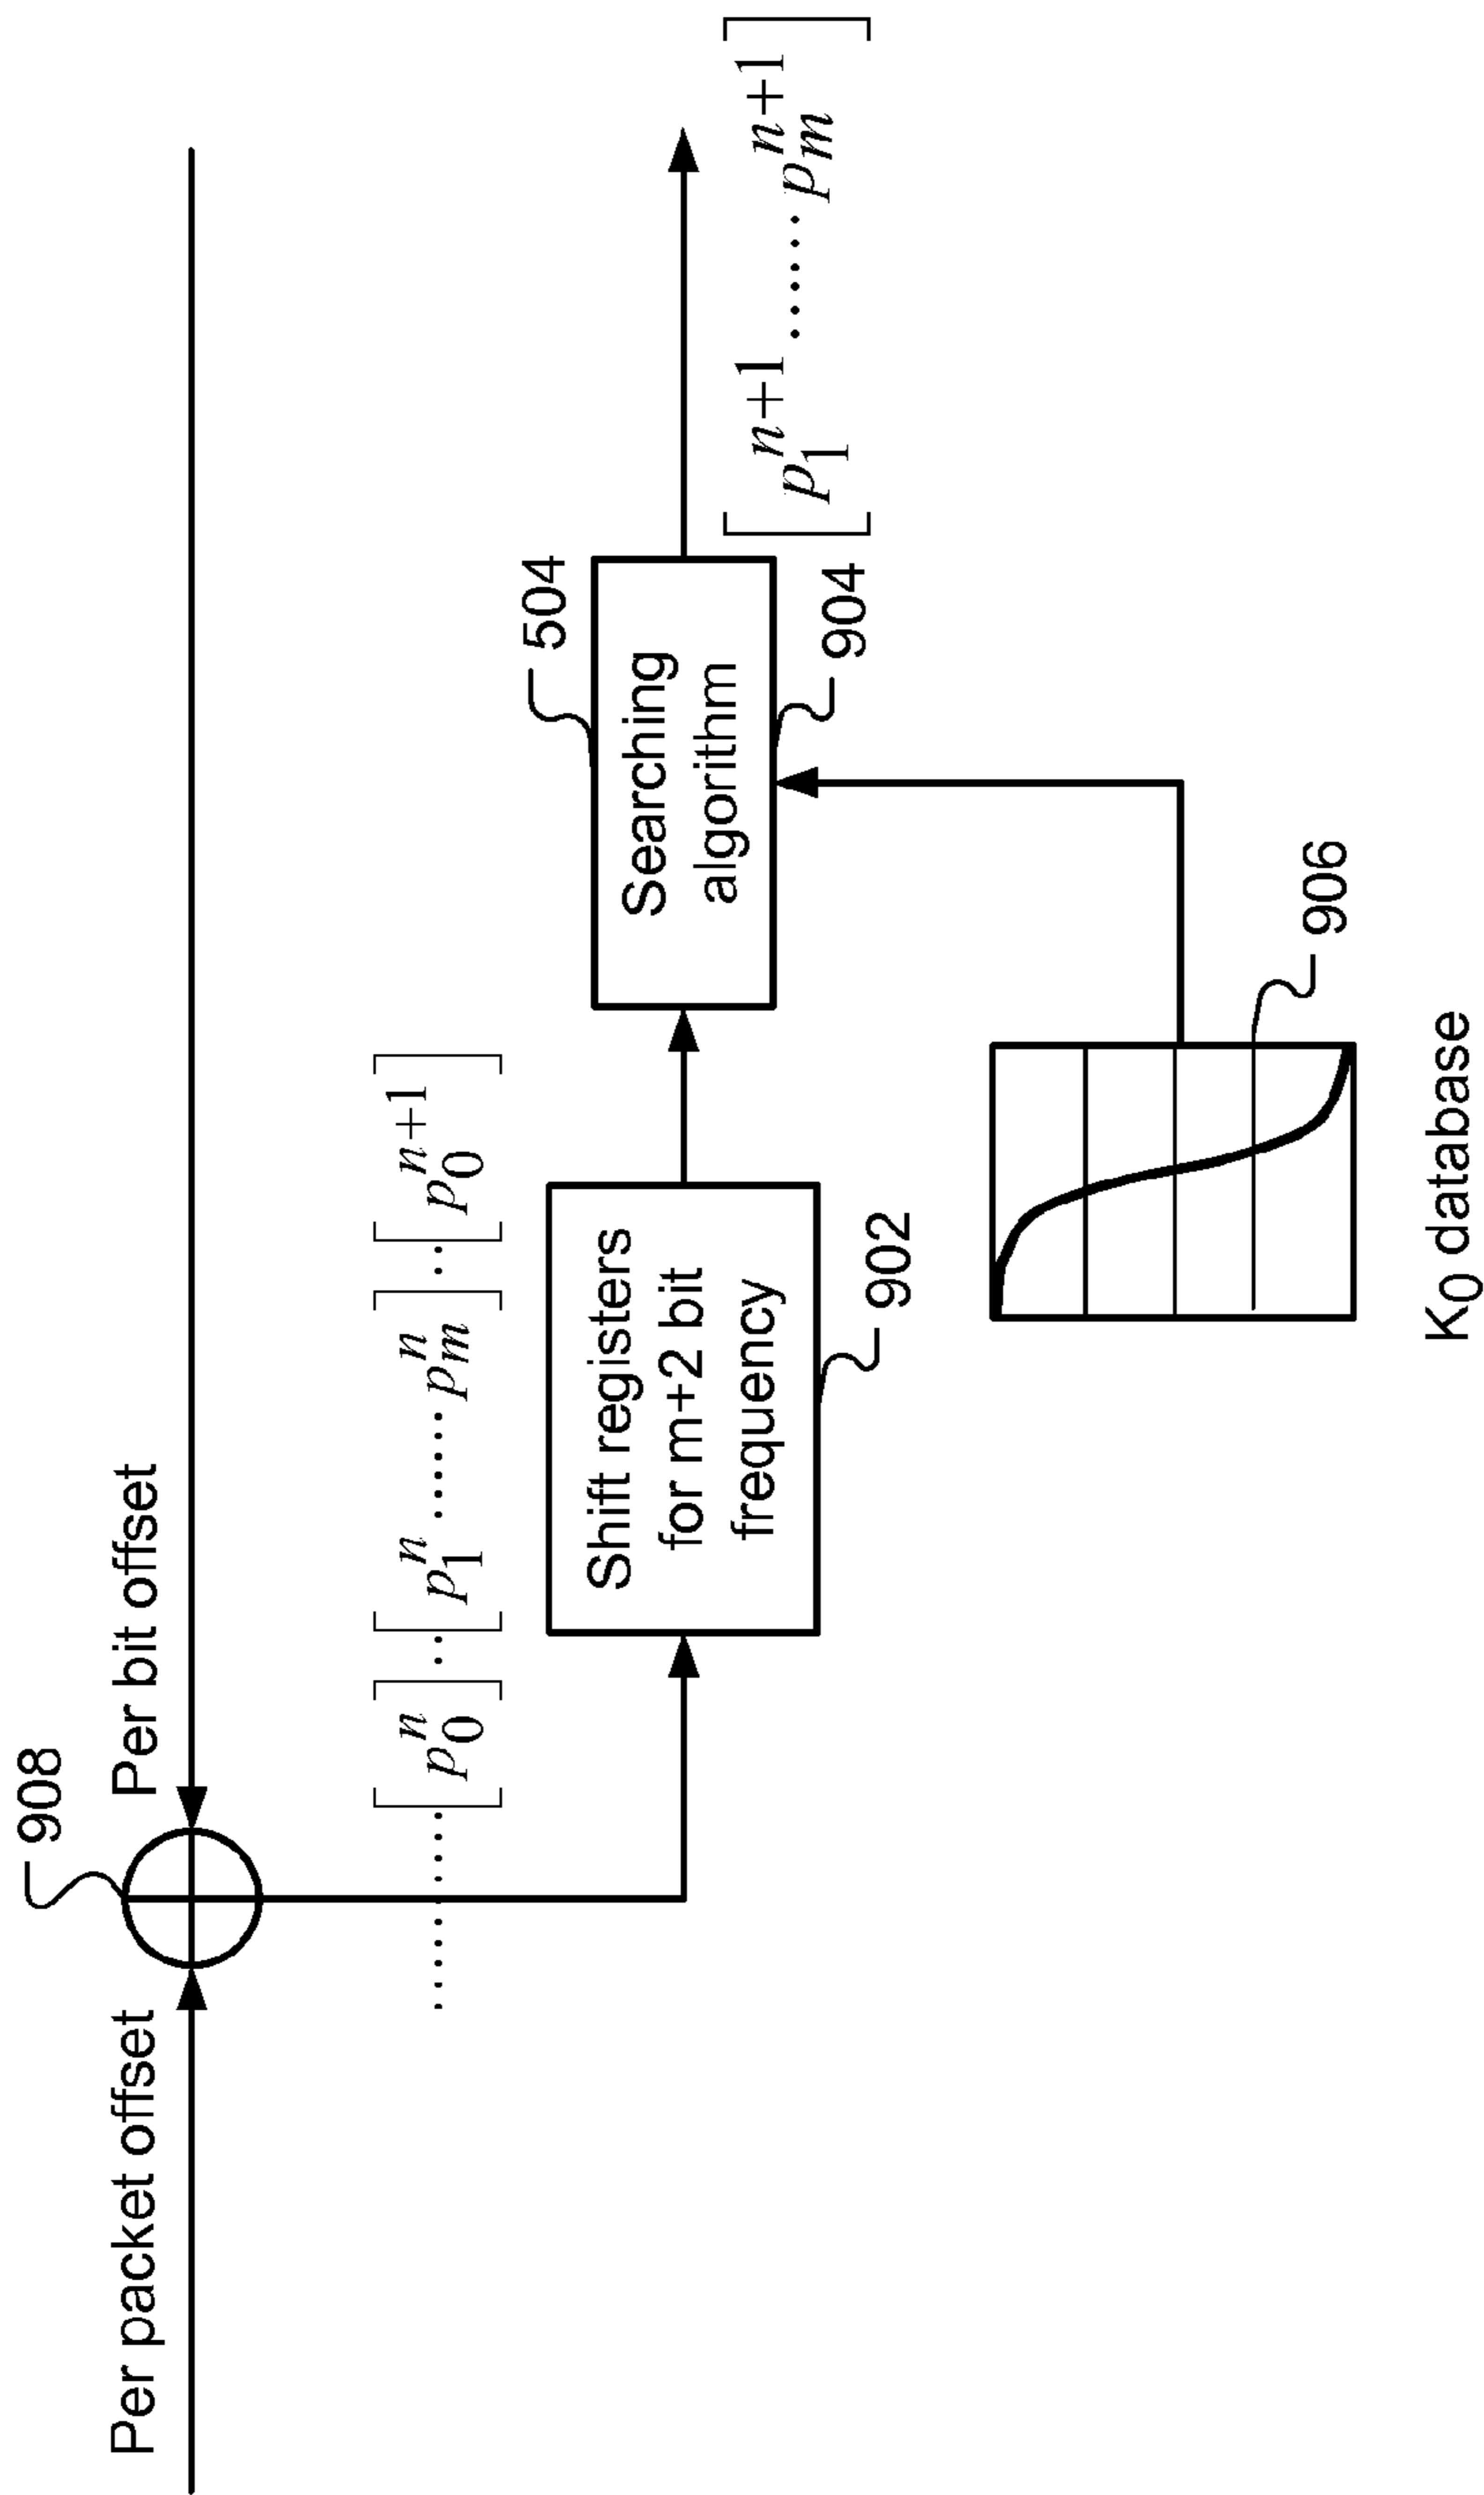 908
Per packet offset
Per bit offset
.........[p_0^n]..[p_1^n ......p_m^n]..[p_0^{n+1}]
504
Shift registers
for m+2 bit
frequency
Searching
algorithm
[p_1^{n+1}......p_m^{n+1}]
902
904
906
K0 database